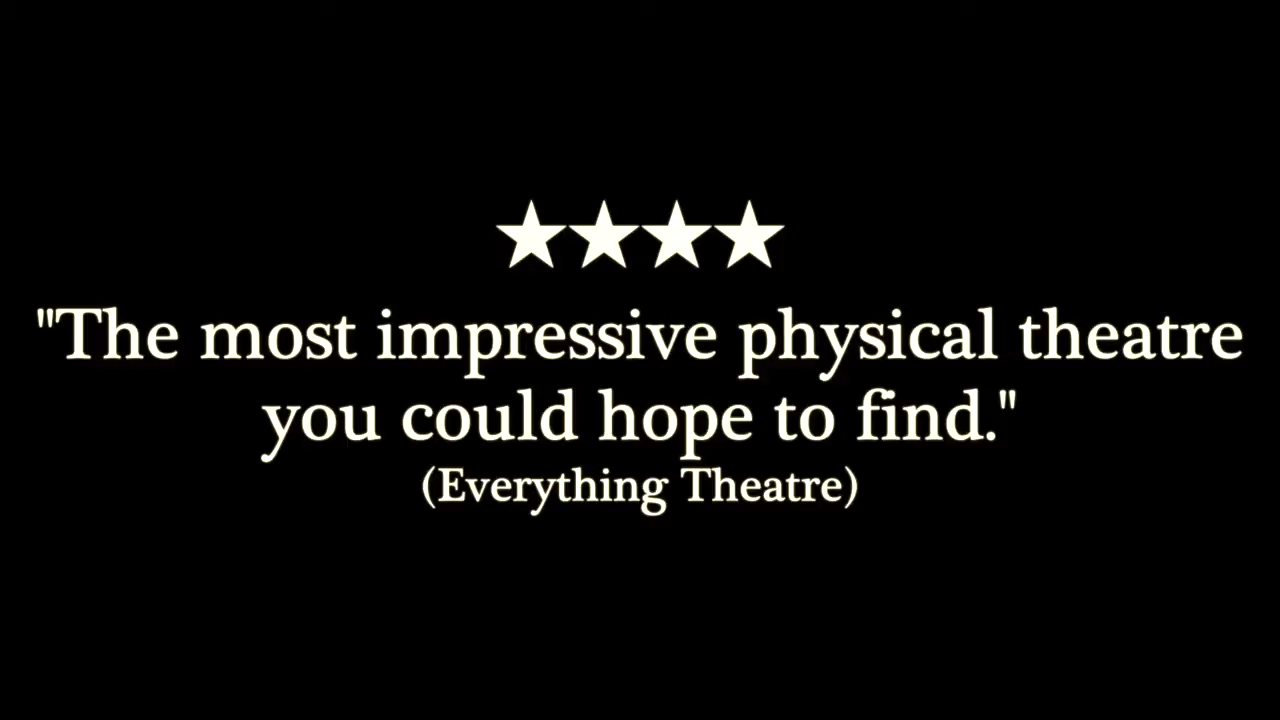 ★★★★
"The most impressive physical theatre
you could hope to find."
(Everything Theatre)